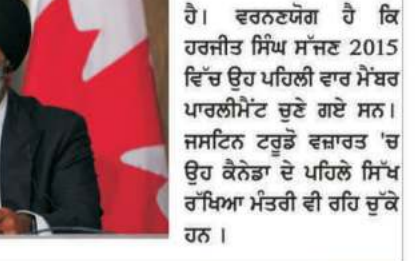 ਹੈ। ਵਰਨਣਯੋਗ ਹੈ ਕਿ
ਹਰਜੀਤ ਸਿੰਘ ਸੱਜਣ 2015
ਵਿੱਚ ਉਹ ਪਹਿਲੀ ਵਾਰ ਮੈਂਬਰ
ਪਾਰਲੀਮੈਂਟ ਚੁਣੇ ਗਏ ਸਨ।
ਜਸਟਿਨ ਟਰੂਡੋ ਵਜ਼ਾਰਤ 'ਚ
ਉਹ ਕੈਨੇਡਾ ਦੇ ਪਹਿਲੇ ਸਿੱਖ
ਰੱਖਿਆ ਮੰਤਰੀ ਵੀ ਰਹਿ ਚੁੱਕੇ
ਹਨ ।